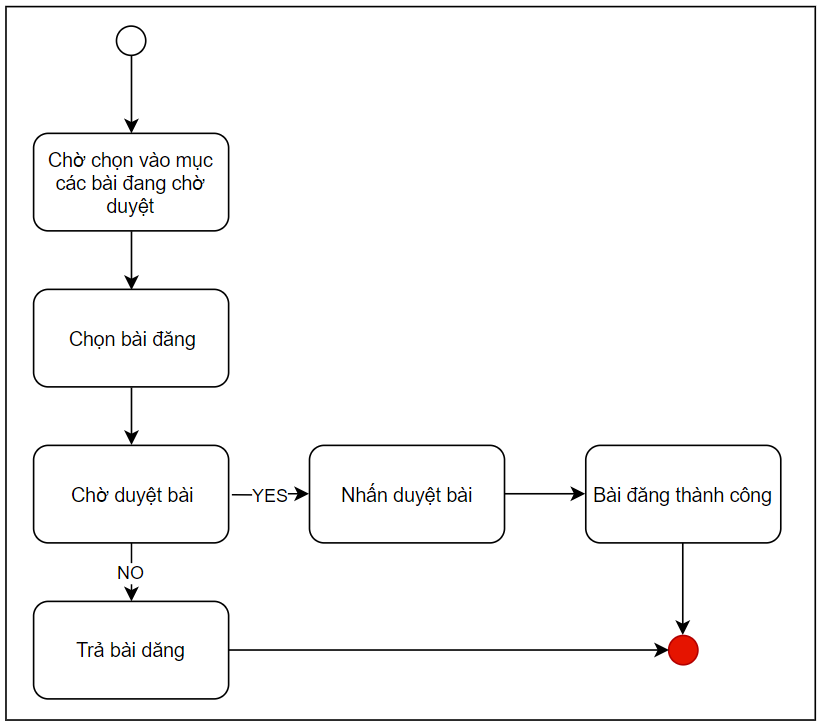 Chờ chọn vào mục
các bài đang chờ
duyệt
Chọn bài đăng
Chờ duyệt bài
YES
Nhấn duyệt bài
Bài đăng thành công
NO
Trả bài dăng